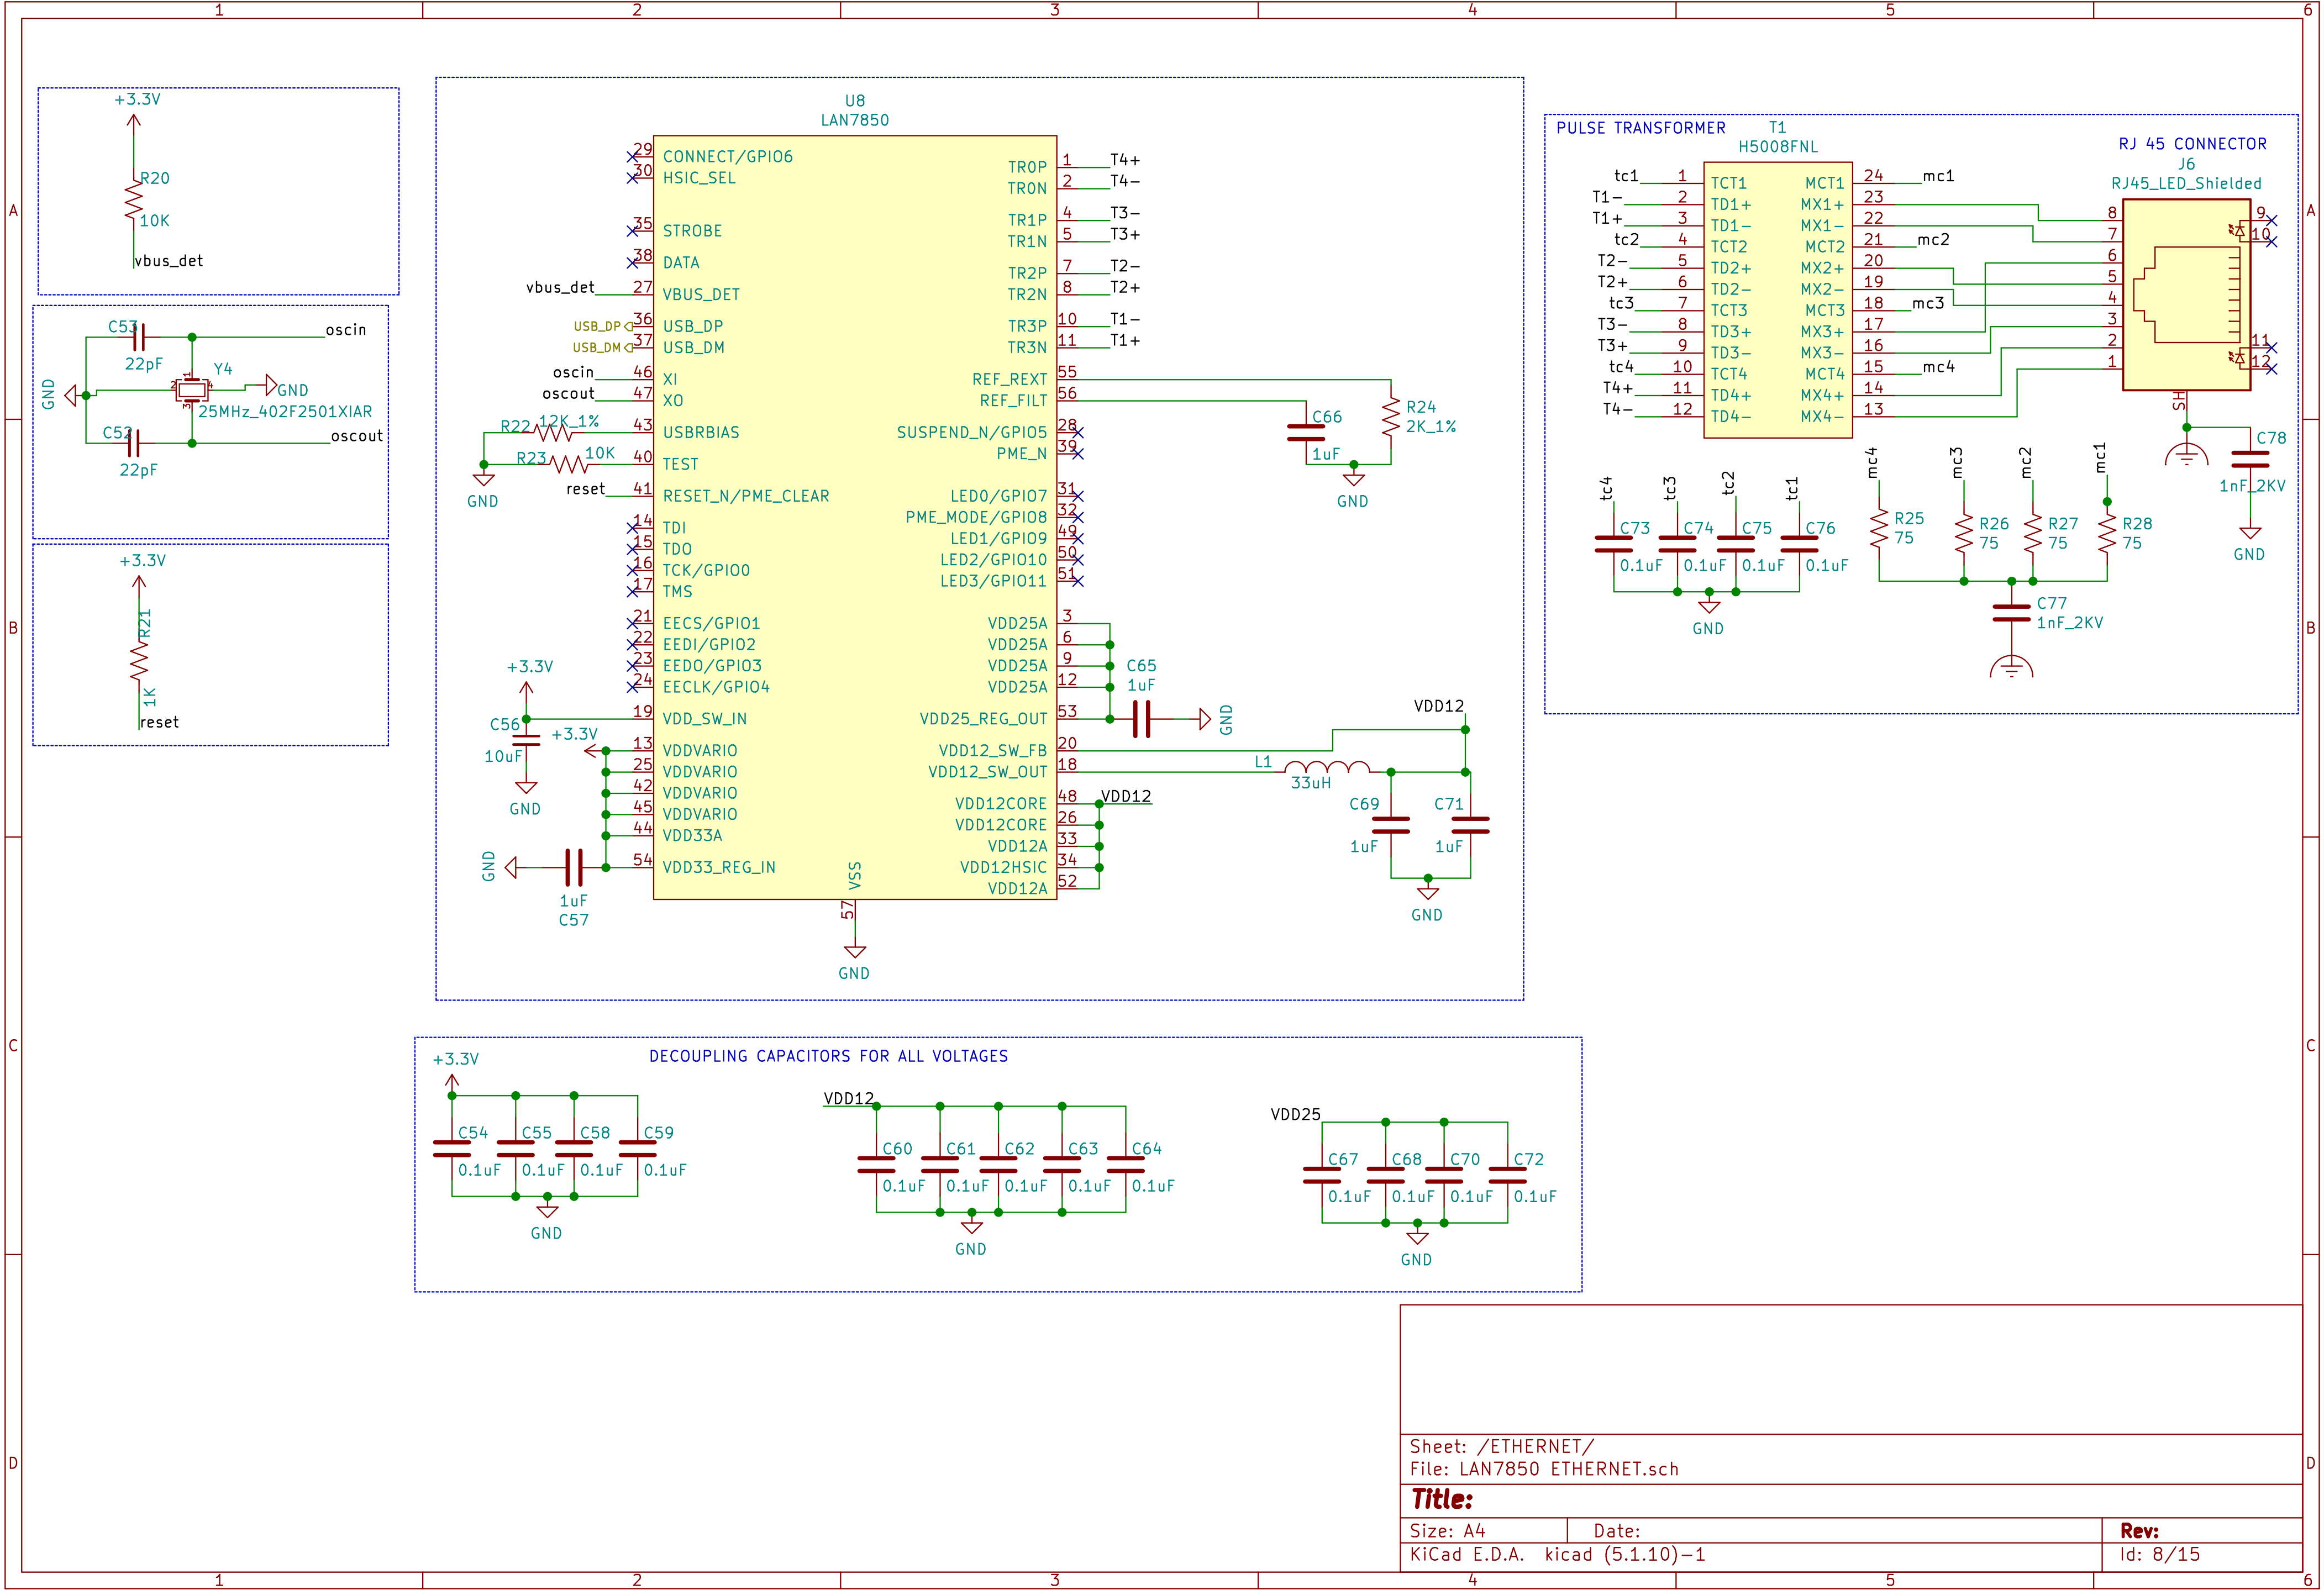 1 2 3 4 5 6
A
B
C
D
+3.3V
R20
10K
vbus_det
C53
22pF
oscin
Y4
1
2
3
4
GND
GND
25MHz_402F2501XIAR
C52
22pF
oscout
+3.3V
R21
1K
reset
U8
LAN7850
29 CONNECT/GPIO6
30 HSIC_SEL
35 STROBE
38 DATA
vbus_det 27 VBUS_DET
USB_DP 36 USB_DP
USB_DM 37 USB_DM
oscin 46 XI
oscout 47 XO
R22 12K_1% 43 USBRBIAS
R23 10K 40 TEST
GND
reset 41 RESET_N/PME_CLEAR
14 TDI
15 TDO
16 TCK/GPIO0
17 TMS
21 EECS/GPIO1
22 EEDI/GPIO2
23 EEDO/GPIO3
24 EECLK/GPIO4
+3.3V
19 VDD_SW_IN
C56
10uF
GND
+3.3V
13 VDDVARIO
25 VDDVARIO
42 VDDVARIO
45 VDDVARIO
44 VDD33A
54 VDD33_REG_IN
GND
1uF
C57
VSS
57
GND
TR0P 1 T4+
TR0N 2 T4-
TR1P 4 T3-
TR1N 5 T3+
TR2P 7 T2-
TR2N 8 T2+
TR3P 10 T1-
TR3N 11 T1+
REF_REXT 55
REF_FILT 56
C66
1uF
R24
2K_1%
GND
SUSPEND_N/GPIO5 28
PME_N 39
LED0/GPIO7 31
PME_MODE/GPIO8 32
LED1/GPIO9 49
LED2/GPIO10 50
LED3/GPIO11 51
VDD25A 3
VDD25A 6
VDD25A 9
VDD25A 12
VDD25_REG_OUT 53
C65
1uF
GND
VDD12
VDD12_SW_FB 20
VDD12_SW_OUT 18
L1
33uH
C69
1uF
C71
1uF
GND
VDD12CORE 48 VDD12
VDD12CORE 26
VDD12A 33
VDD12HSIC 34
VDD12A 52
PULSE TRANSFORMER
T1
H5008FNL
tc1 1 TCT1 MCT1 24 mc1
T1- 2 TD1+ MX1+ 23
T1+ 3 TD1- MX1- 22
tc2 4 TCT2 MCT2 21 mc2
T2- 5 TD2+ MX2+ 20
T2+ 6 TD2- MX2- 19
tc3 7 TCT3 MCT3 18 mc3
T3- 8 TD3+ MX3+ 17
T3+ 9 TD3- MX3- 16
tc4 10 TCT4 MCT4 15 mc4
T4+ 11 TD4+ MX4+ 14
T4- 12 TD4- MX4- 13
RJ 45 CONNECTOR
J6
RJ45_LED_Shielded
8
7
6
5
4
3
2
1
9
10
11
12
SH
C78
1nF_2KV
GND
tc4 tc3 tc2 tc1
C73 C74 C75 C76
0.1uF 0.1uF 0.1uF 0.1uF
GND
mc4 mc3 mc2 mc1
R25 R26 R27 R28
75 75 75 75
C77
1nF_2KV
DECOUPLING CAPACITORS FOR ALL VOLTAGES
+3.3V
C54 C55 C58 C59
0.1uF 0.1uF 0.1uF 0.1uF
GND
VDD12
C60 C61 C62 C63 C64
0.1uF 0.1uF 0.1uF 0.1uF 0.1uF
GND
VDD25
C67 C68 C70 C72
0.1uF 0.1uF 0.1uF 0.1uF
GND
Sheet: /ETHERNET/
File: LAN7850 ETHERNET.sch
Title:
Size: A4 Date: Rev:
KiCad E.D.A. kicad (5.1.10)-1 Id: 8/15
A
B
C
D
1 2 3 4 5 6